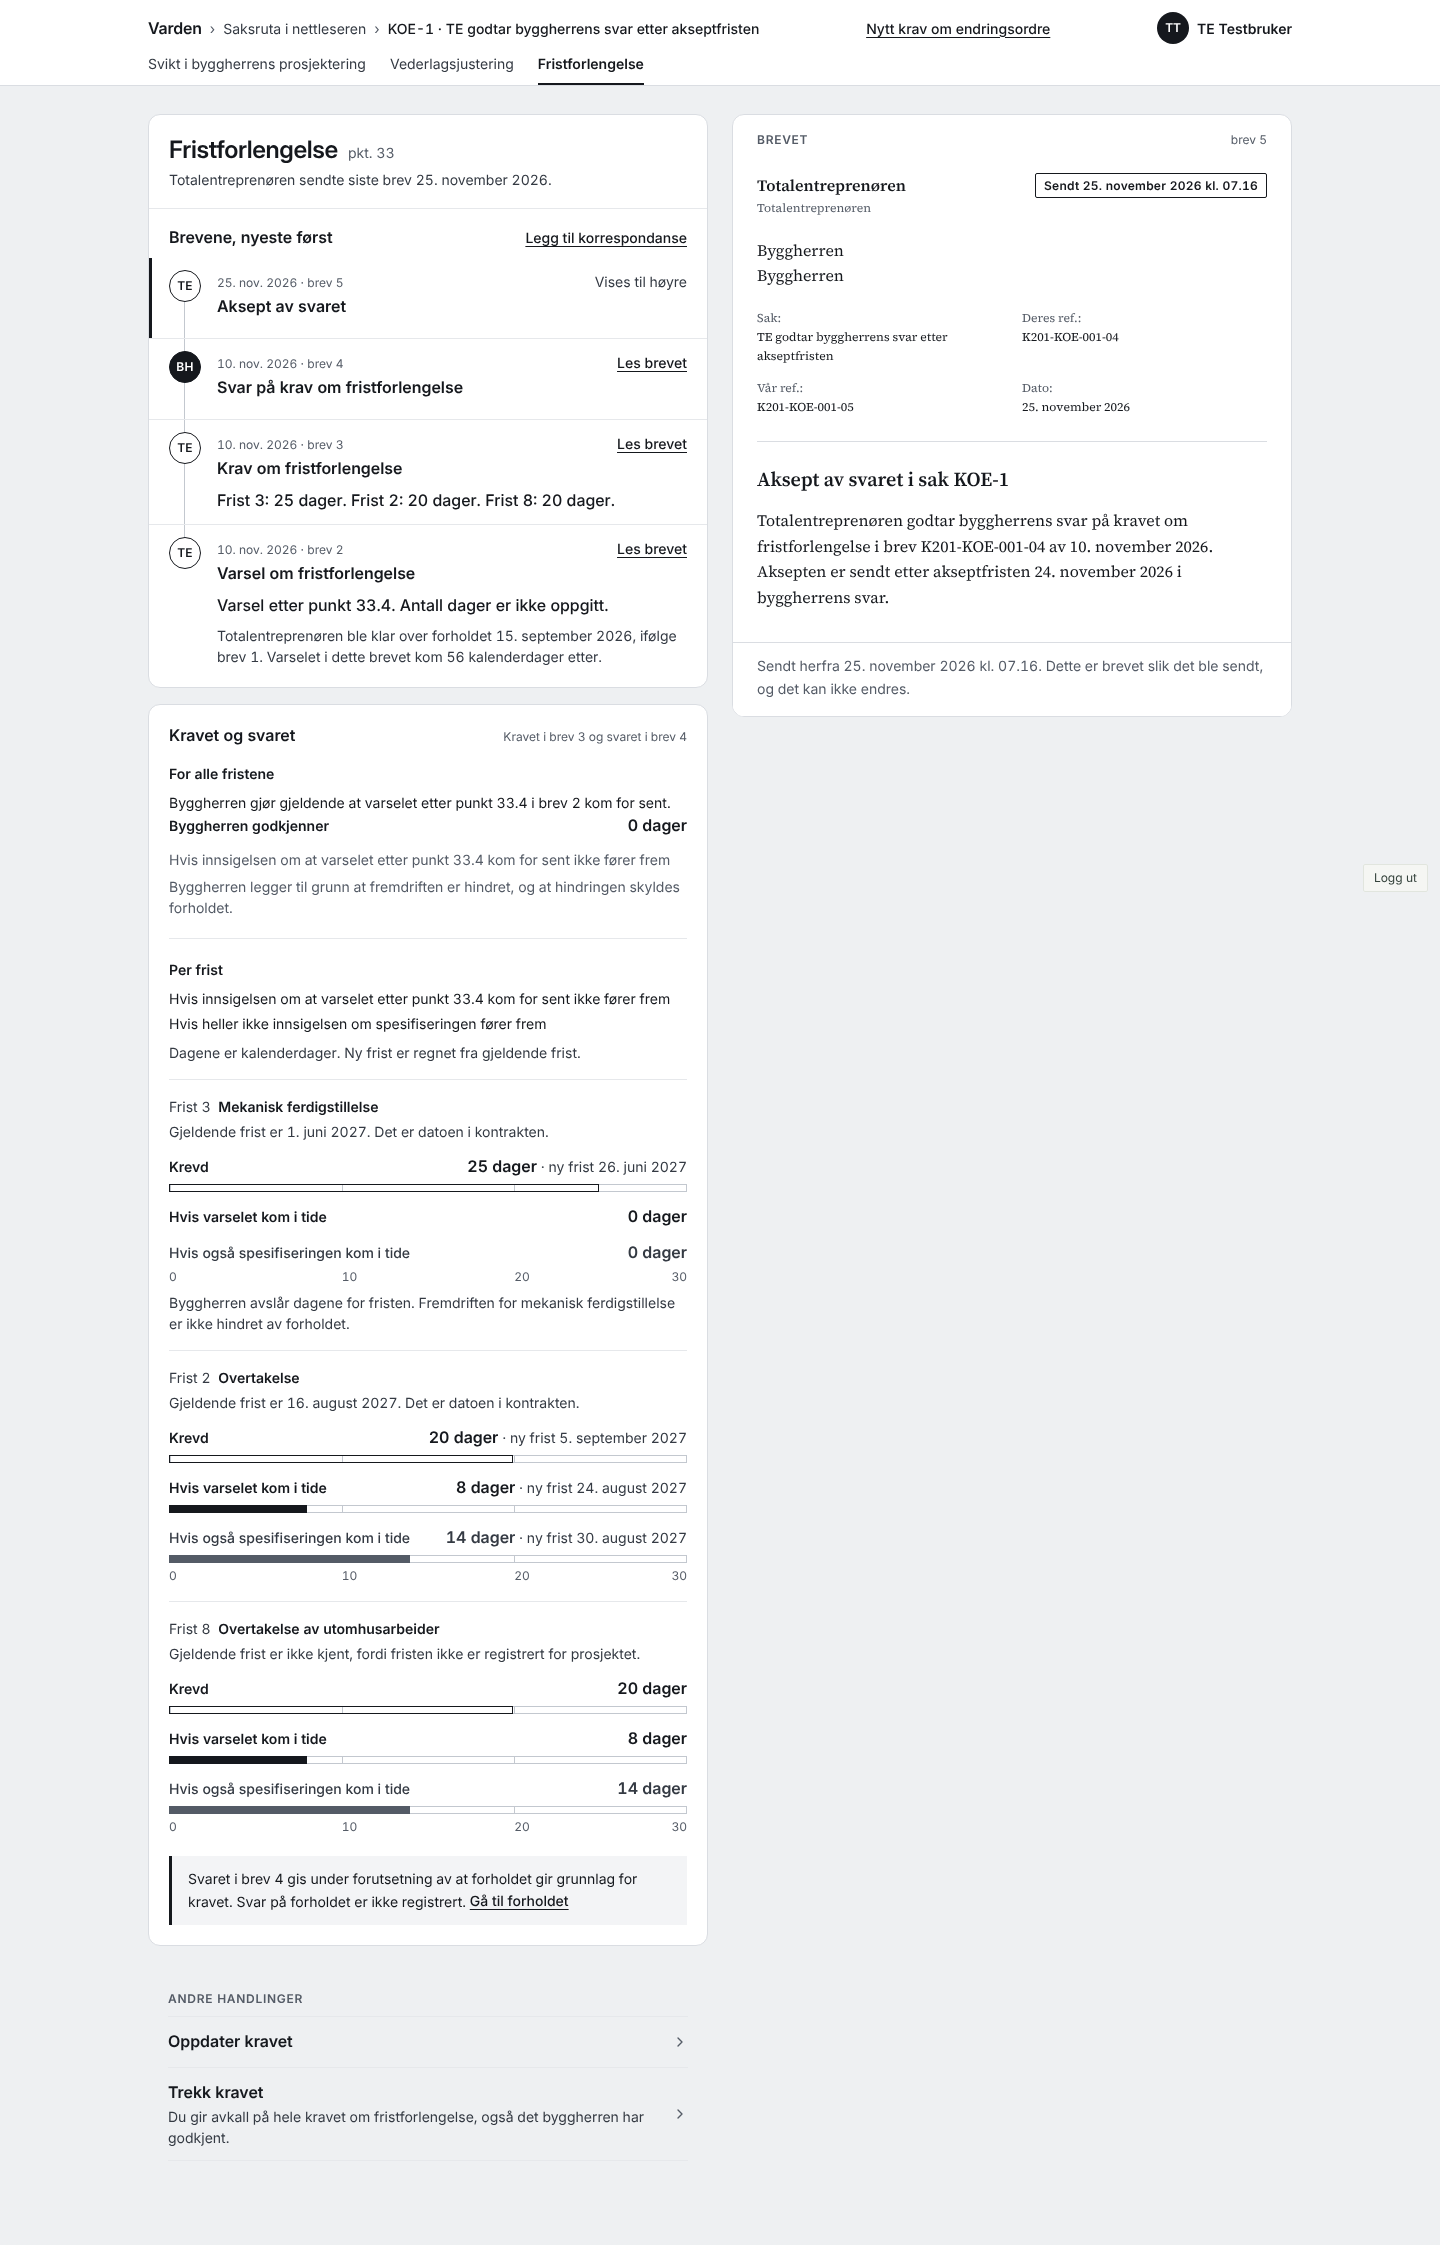 Varden › Saksruta i nettleseren › KOE-1 · TE godtar byggherrens svar etter akseptfristen
Nytt krav om endringsordre
TT TE Testbruker
Svikt i byggherrens prosjektering Vederlagsjustering Fristforlengelse
Fristforlengelse pkt. 33
Totalentreprenøren sendte siste brev 25. november 2026.
Brevene, nyeste først Legg til korrespondanse
TE 25. nov. 2026 · brev 5 Vises til høyre
Aksept av svaret
BH 10. nov. 2026 · brev 4 Les brevet
Svar på krav om fristforlengelse
TE 10. nov. 2026 · brev 3 Les brevet
Krav om fristforlengelse
Frist 3: 25 dager. Frist 2: 20 dager. Frist 8: 20 dager.
TE 10. nov. 2026 · brev 2 Les brevet
Varsel om fristforlengelse
Varsel etter punkt 33.4. Antall dager er ikke oppgitt.
Totalentreprenøren ble klar over forholdet 15. september 2026, ifølge
brev 1. Varselet i dette brevet kom 56 kalenderdager etter.
Kravet og svaret Kravet i brev 3 og svaret i brev 4
For alle fristene
Byggherren gjør gjeldende at varselet etter punkt 33.4 i brev 2 kom for sent.
Byggherren godkjenner 0 dager
Hvis innsigelsen om at varselet etter punkt 33.4 kom for sent ikke fører frem
Byggherren legger til grunn at fremdriften er hindret, og at hindringen skyldes
forholdet.
Per frist
Hvis innsigelsen om at varselet etter punkt 33.4 kom for sent ikke fører frem
Hvis heller ikke innsigelsen om spesifiseringen fører frem
Dagene er kalenderdager. Ny frist er regnet fra gjeldende frist.
Frist 3 Mekanisk ferdigstillelse
Gjeldende frist er 1. juni 2027. Det er datoen i kontrakten.
Krevd 25 dager · ny frist 26. juni 2027
Hvis varselet kom i tide 0 dager
Hvis også spesifiseringen kom i tide 0 dager
0 10 20 30
Byggherren avslår dagene for fristen. Fremdriften for mekanisk ferdigstillelse
er ikke hindret av forholdet.
Frist 2 Overtakelse
Gjeldende frist er 16. august 2027. Det er datoen i kontrakten.
Krevd 20 dager · ny frist 5. september 2027
Hvis varselet kom i tide 8 dager · ny frist 24. august 2027
Hvis også spesifiseringen kom i tide 14 dager · ny frist 30. august 2027
0 10 20 30
Frist 8 Overtakelse av utomhusarbeider
Gjeldende frist er ikke kjent, fordi fristen ikke er registrert for prosjektet.
Krevd 20 dager
Hvis varselet kom i tide 8 dager
Hvis også spesifiseringen kom i tide 14 dager
0 10 20 30
Svaret i brev 4 gis under forutsetning av at forholdet gir grunnlag for
kravet. Svar på forholdet er ikke registrert. Gå til forholdet
ANDRE HANDLINGER
Oppdater kravet
Trekk kravet
Du gir avkall på hele kravet om fristforlengelse, også det byggherren har
godkjent.
BREVET brev 5
Totalentreprenøren Sendt 25. november 2026 kl. 07.16
Totalentreprenøren
Byggherren
Byggherren
Sak: Deres ref.:
TE godtar byggherrens svar etter K201-KOE-001-04
akseptfristen
Vår ref.: Dato:
K201-KOE-001-05 25. november 2026
Aksept av svaret i sak KOE-1
Totalentreprenøren godtar byggherrens svar på kravet om
fristforlengelse i brev K201-KOE-001-04 av 10. november 2026.
Aksepten er sendt etter akseptfristen 24. november 2026 i
byggherrens svar.
Sendt herfra 25. november 2026 kl. 07.16. Dette er brevet slik det ble sendt,
og det kan ikke endres.
Logg ut